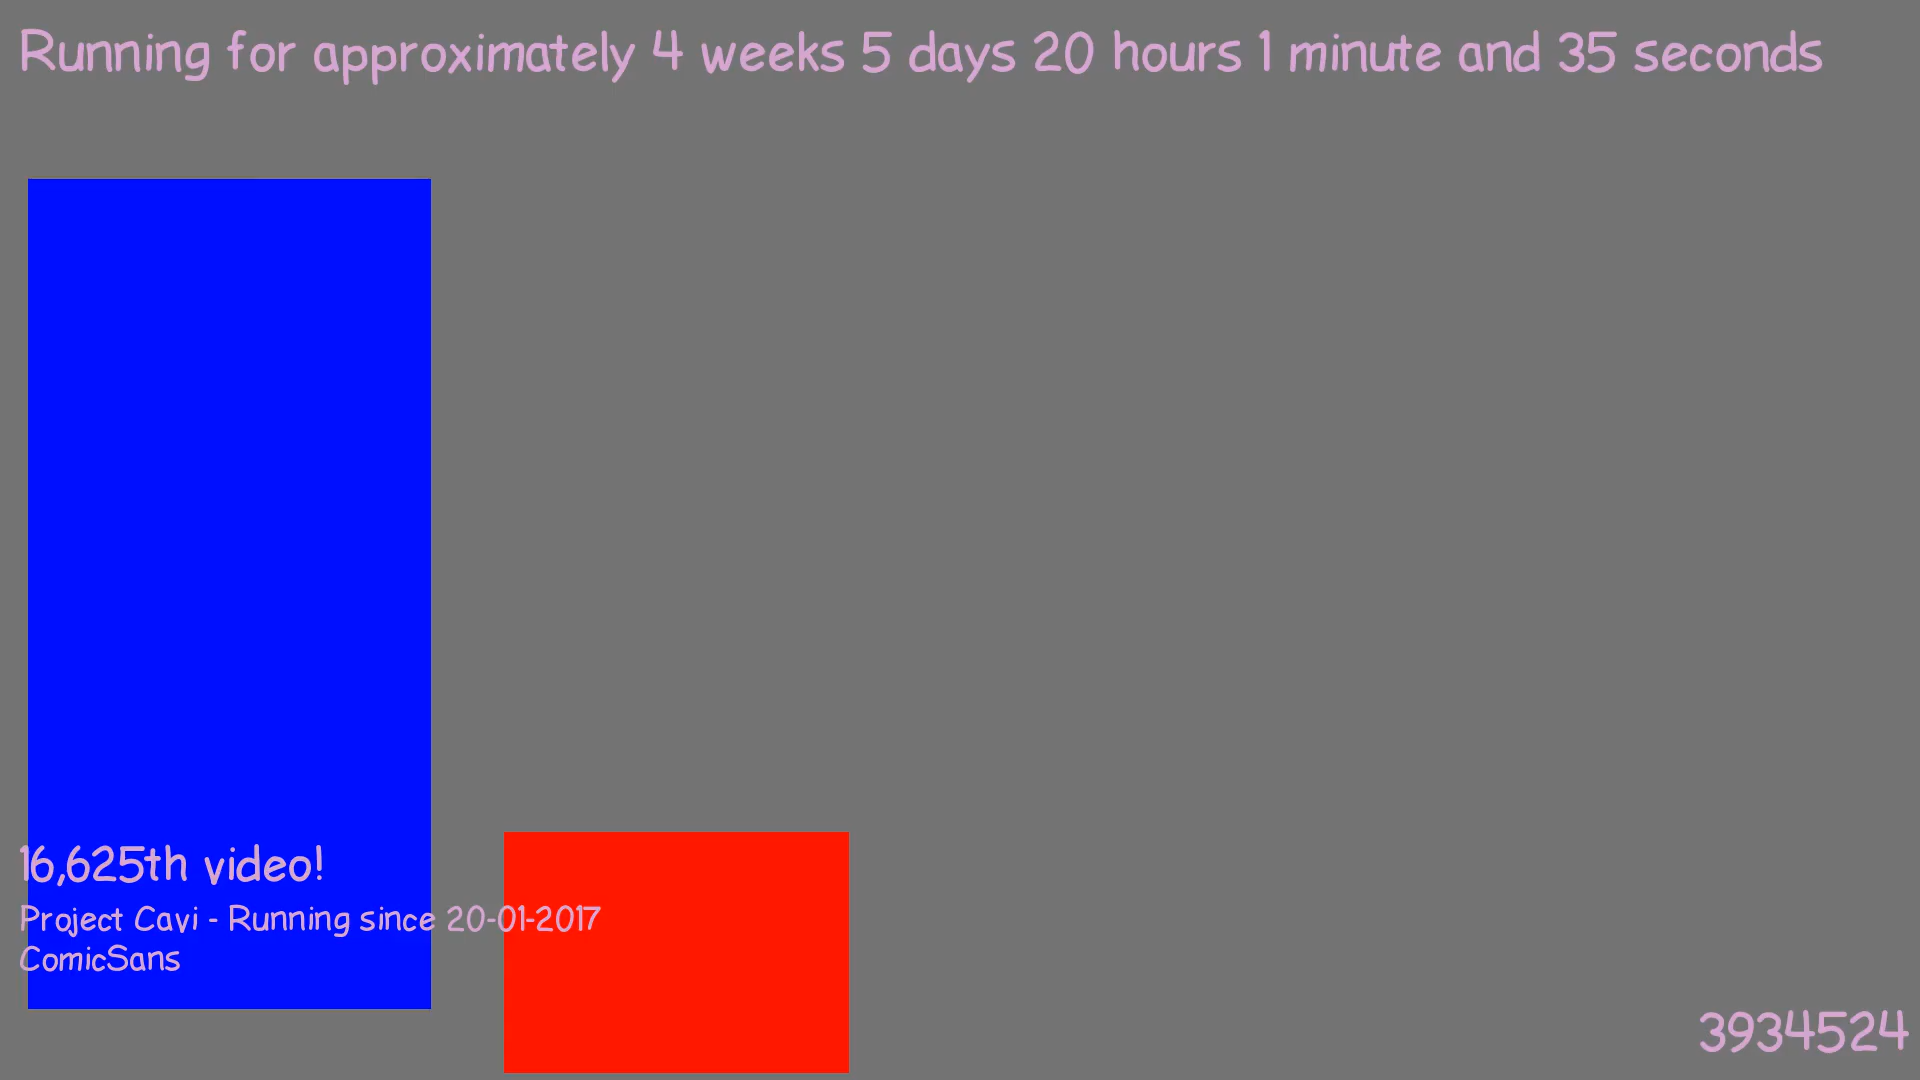 Running for approximately 4 weeks 5 days 20 hours 1 minute and 35 seconds
16,625th video!
Project Cavi - Running since 20-01-2017
ComicSans
3934524